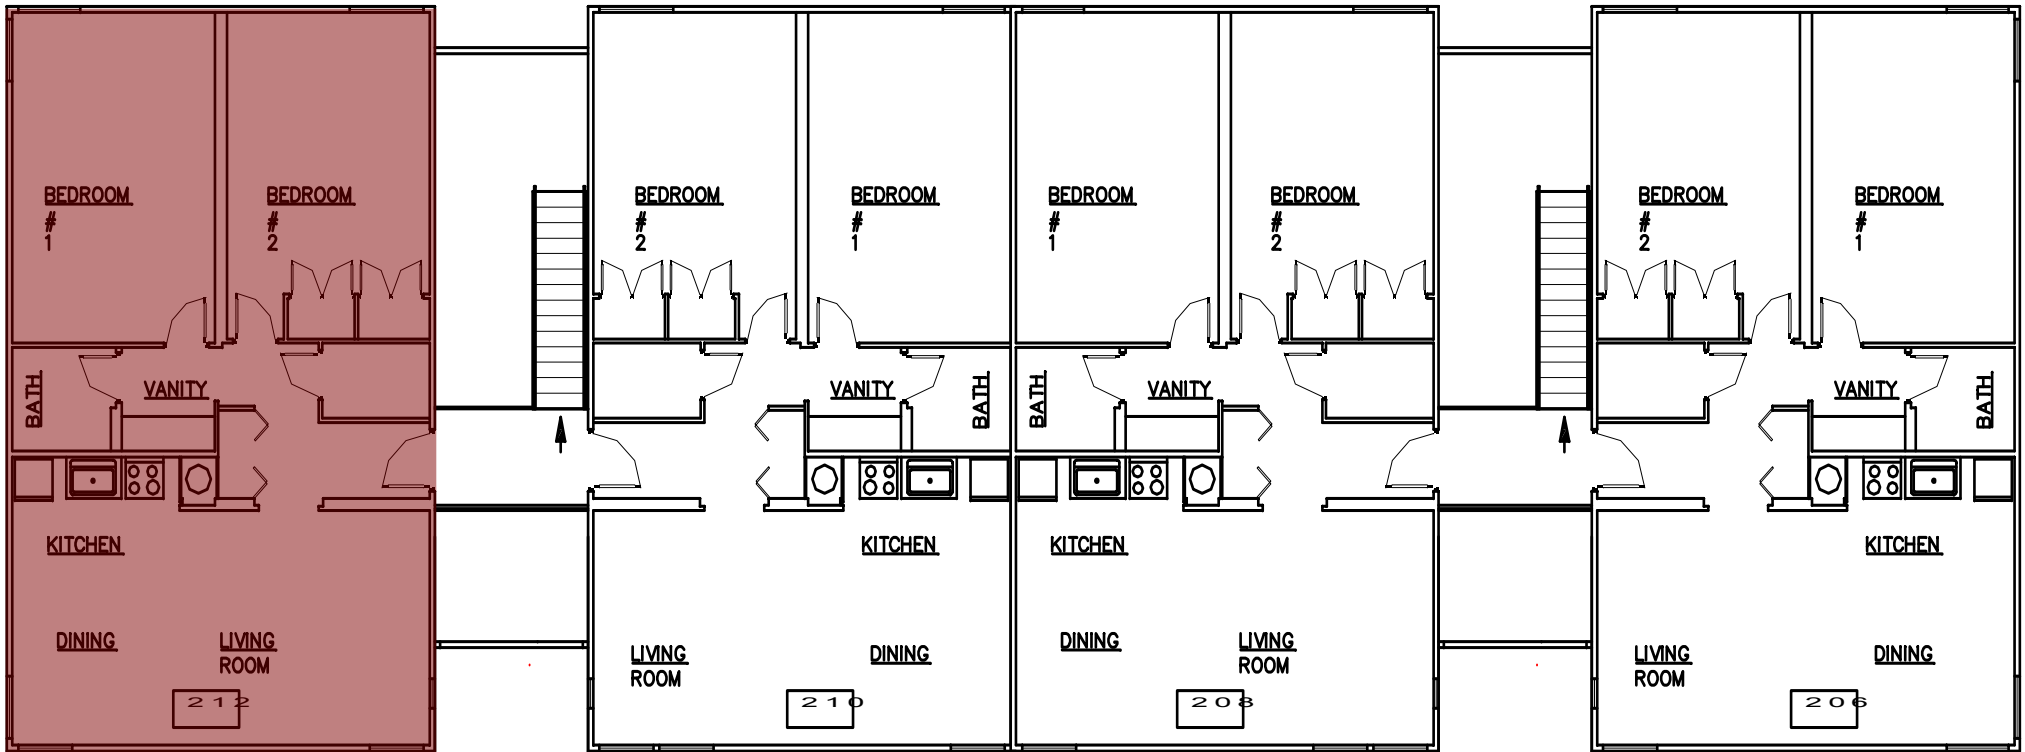 BEDROOM
#
1
BEDROOM
#
2
BEDROOM
#
2
BEDROOM
#
1
BEDROOM
#
1
BEDROOM
#
2
BEDROOM
#
2
BEDROOM
#
1
BATH
VANITY
VANITY
BATH
BATH
VANITY
VANITY
BATH
KITCHEN
KITCHEN
KITCHEN
KITCHEN
DINING
LIVING
ROOM
LIVING
ROOM
DINING
DINING
LIVING
ROOM
LIVING
ROOM
DINING
212
210
208
206